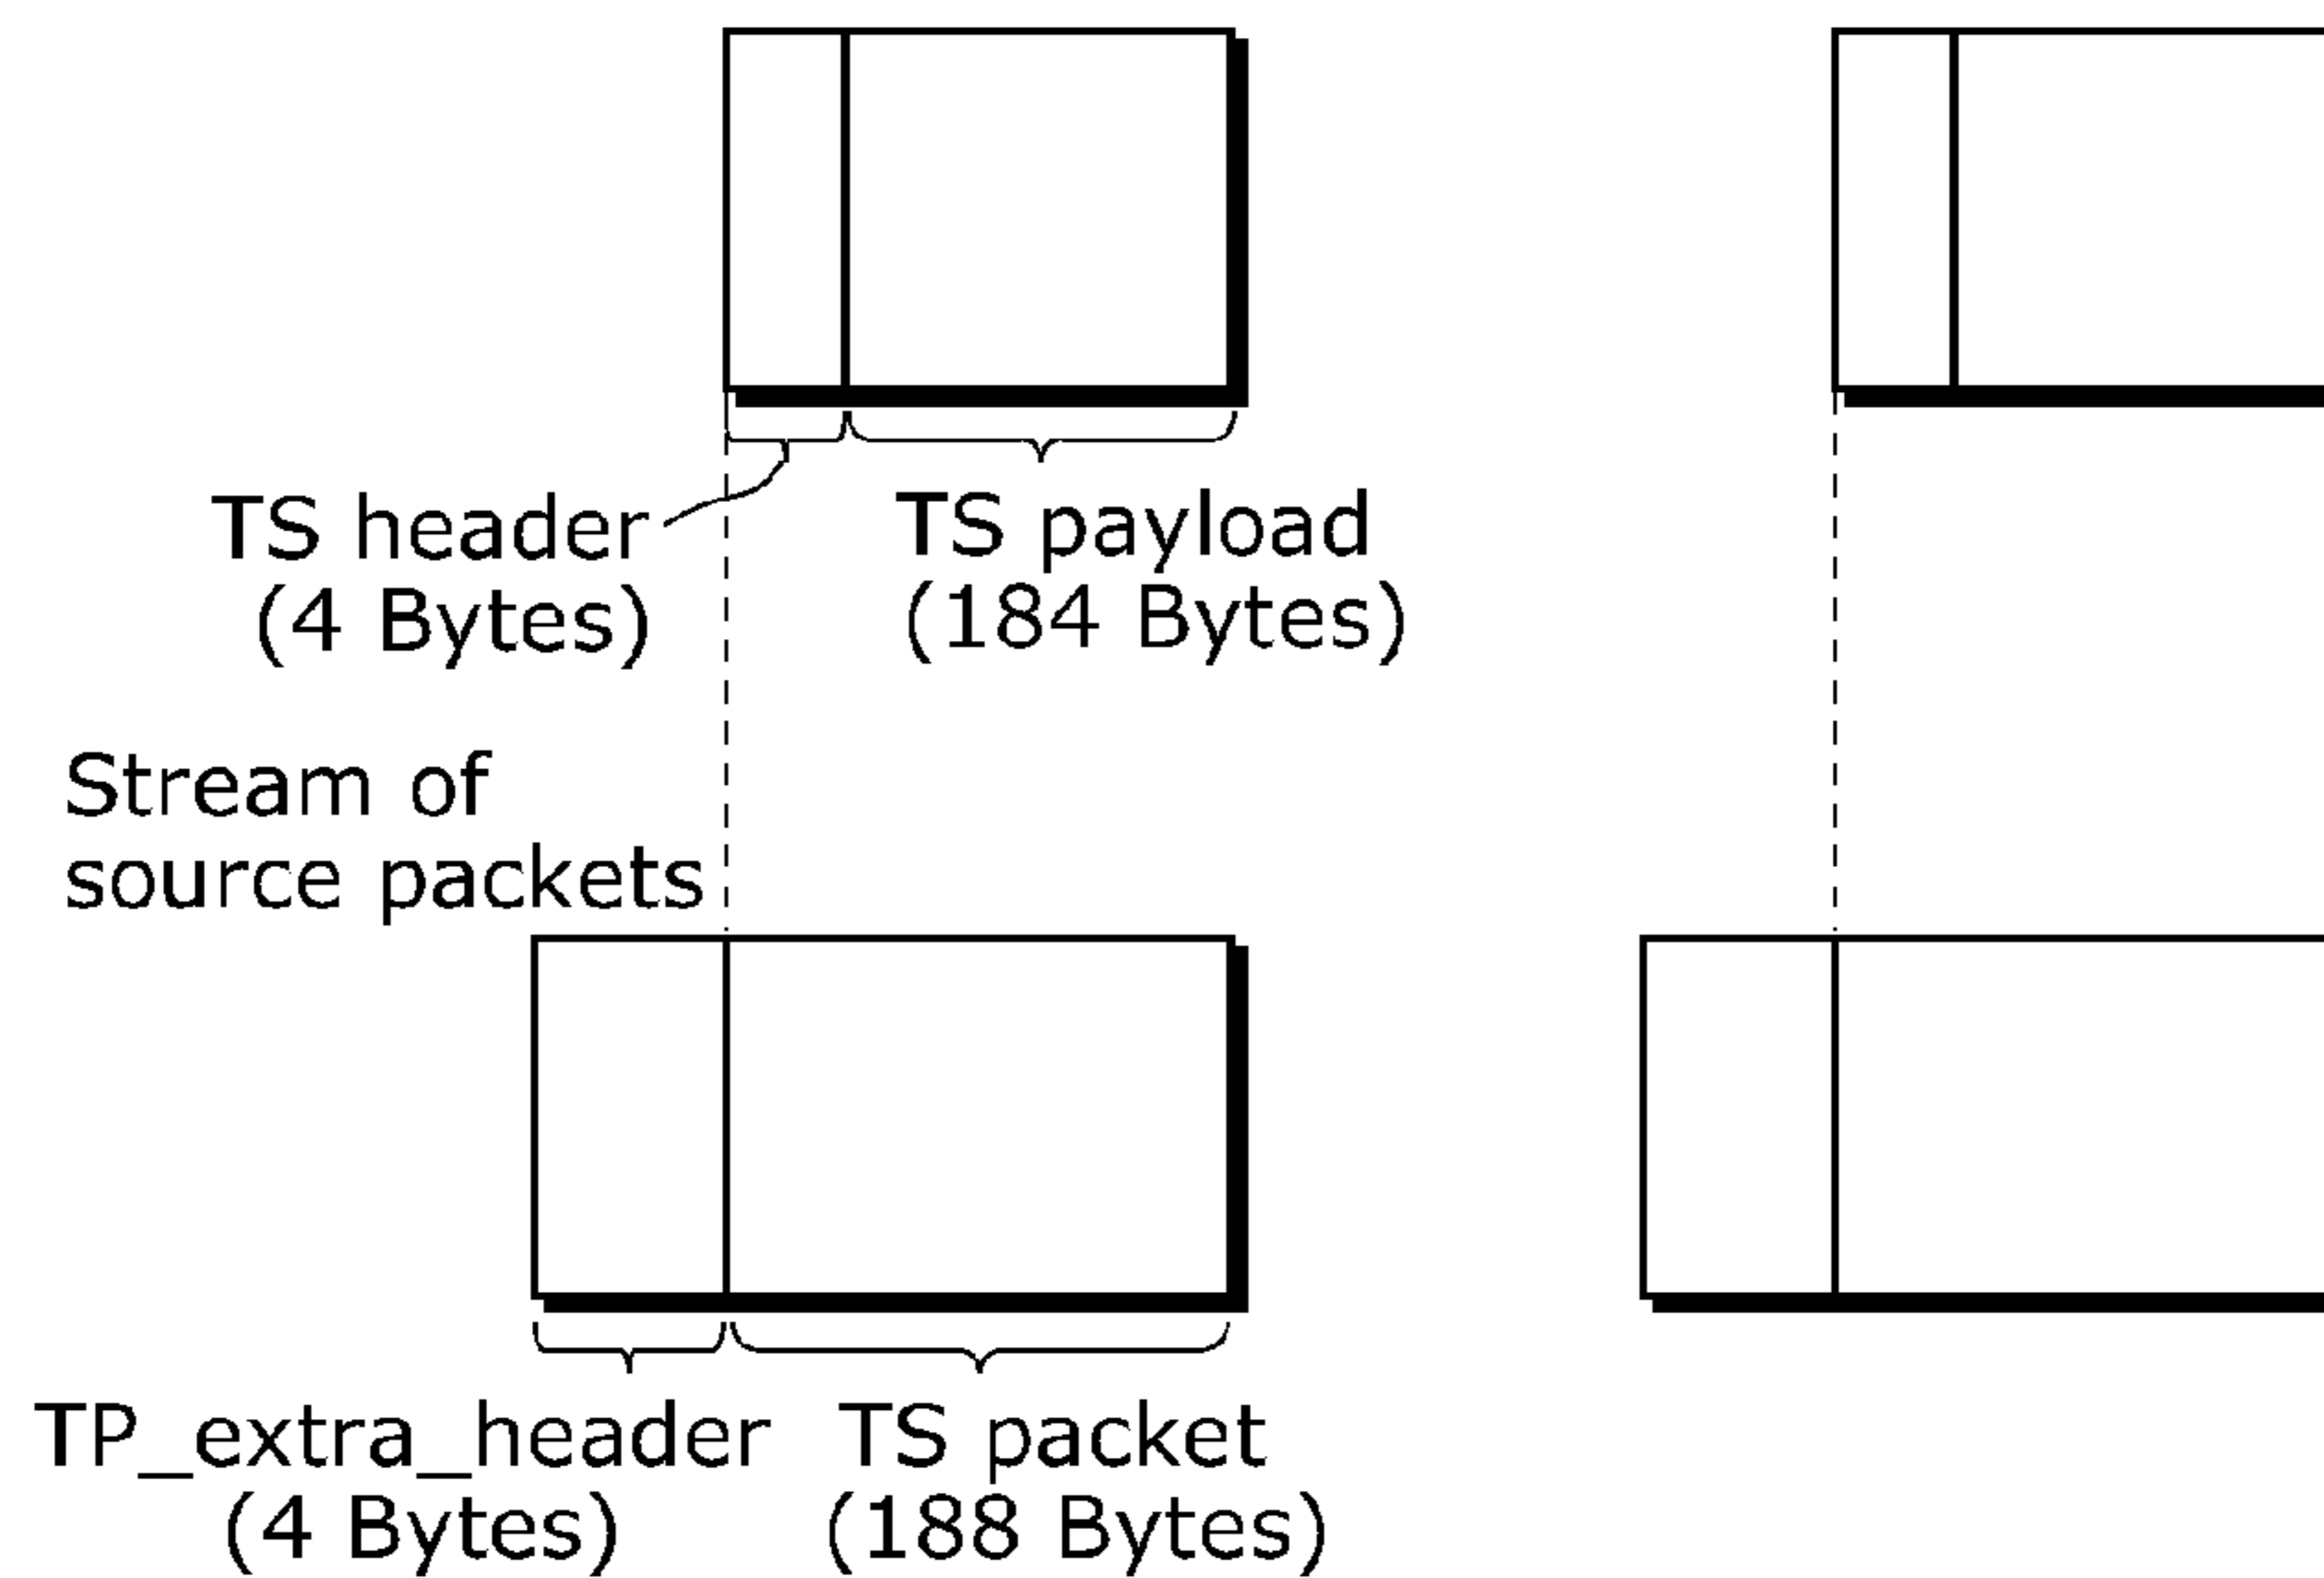 TS header
(4 Bytes)
TS payload
(184 Bytes)
Stream of
source packets
TP_extra_header
(4 Bytes)
TS packet
(188 Bytes)